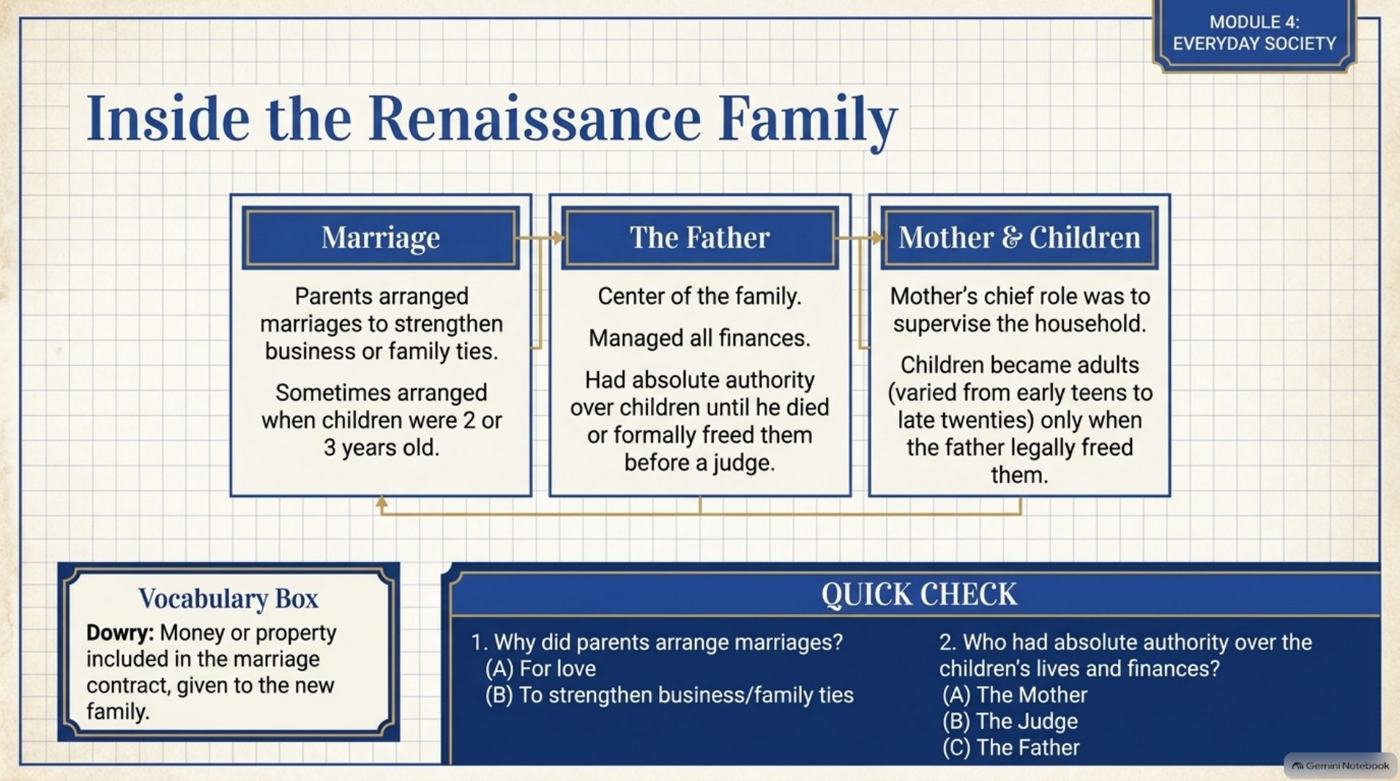 MODULE 4:
EVERYDAY SOCIETY
Inside the Renaissance Family
Marriage
Parents arranged
marriages to strengthen
business or family ties.
Sometimes arranged
when children were 2 or
3 years old.
The Father
Center of the family.
Managed all finances.
Had absolute authority
over children until he died
or formally freed them
before a judge.
Mother & Children
Mother's chief role was to
supervise the household.
Children became adults
(varied from early teens to
late twenties) only when
the father legally freed
them.
Vocabulary Box
Dowry: Money or property
included in the marriage
contract, given to the new
family.
QUICK CHECK
1. Why did parents arrange marriages?
(A) For love
(B) To strengthen business/family ties
2. Who had absolute authority over the
children's lives and finances?
(A) The Mother
(B) The Judge
(C) The Father
Gemini Notebook